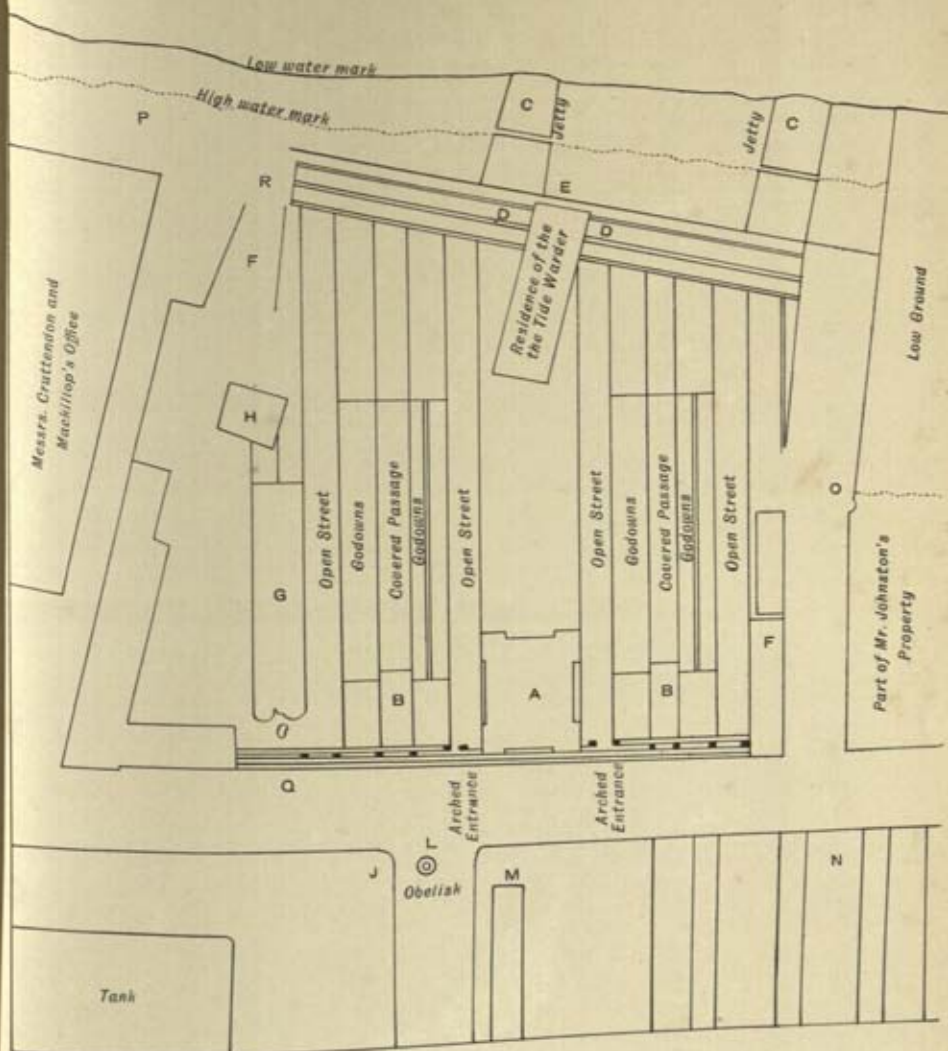 Low water mark
High water mark
P
C
Jetty
Jetty
C
R
E
D
D
F
Residence of the
the Tide Warder
Messrs. Cruttendon and
Mackillop's Office
Low Ground
H
O
G
Open Street
Godowns
Covered Passage
Godowns
Open Street
Open Street
Godowns
Covered Passage
Godowns
Open Street
Part of Mr. Johnston's
Property
F
B
A
B
Q
Arched
Entrance
Arched
Entrance
L
J
Obelisk
M
N
Tank